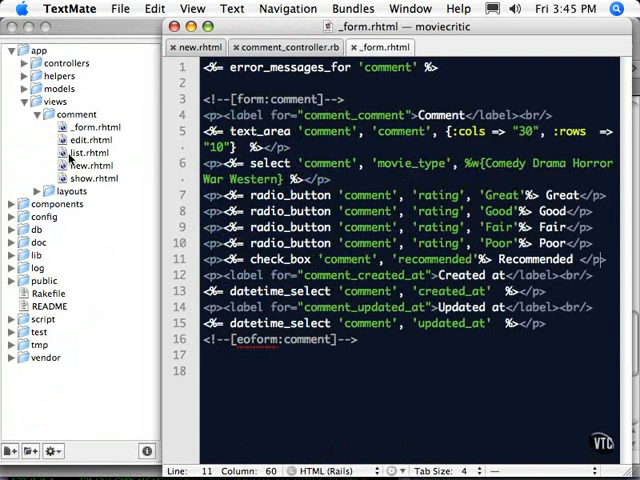 TextMate File Edit View Text Navigation Bundles Window Help Fri 3:45 PM
_form.rhtml — moviecritic
new.rhtml comment_controller.rb _form.rhtml
app
controllers
helpers
models
views
comment
_form.rhtml
edit.rhtml
list.rhtml
new.rhtml
show.rhtml
layouts
components
config
db
doc
lib
log
public
Rakefile
README
script
test
tmp
vendor
1 <%= error_messages_for 'comment' %>
2
3 <!--[form:comment]-->
4 <p><label for="comment_comment">Comment</label><br/>
5 <%= text_area 'comment', 'comment', {:cols => "30", :rows =>
"10"} %></p>
6 <%= select 'comment', 'movie_type', %w{Comedy Drama Horror
War Western} %></p>
7 <p><%= radio_button 'comment', 'rating', 'Great'%> Great</p>
8 <p><%= radio_button 'comment', 'rating', 'Good'%> Good</p>
9 <p><%= radio_button 'comment', 'rating', 'Fair'%> Fair</p>
10 <p><%= radio_button 'comment', 'rating', 'Poor'%> Poor</p>
11 <p><%= check_box 'comment', 'recommended'%> Recommended </p>
12 <p><label for="comment_created_at">Created at</label><br/>
13 <%= datetime_select 'comment', 'created_at' %></p>
14 <p><label for="comment_updated_at">Updated at</label><br/>
15 <%= datetime_select 'comment', 'updated_at' %></p>
16 <!--[eoform:comment]-->
17
18
VTC
Line: 11 Column: 60 HTML (Rails) Tab Size: 4 —